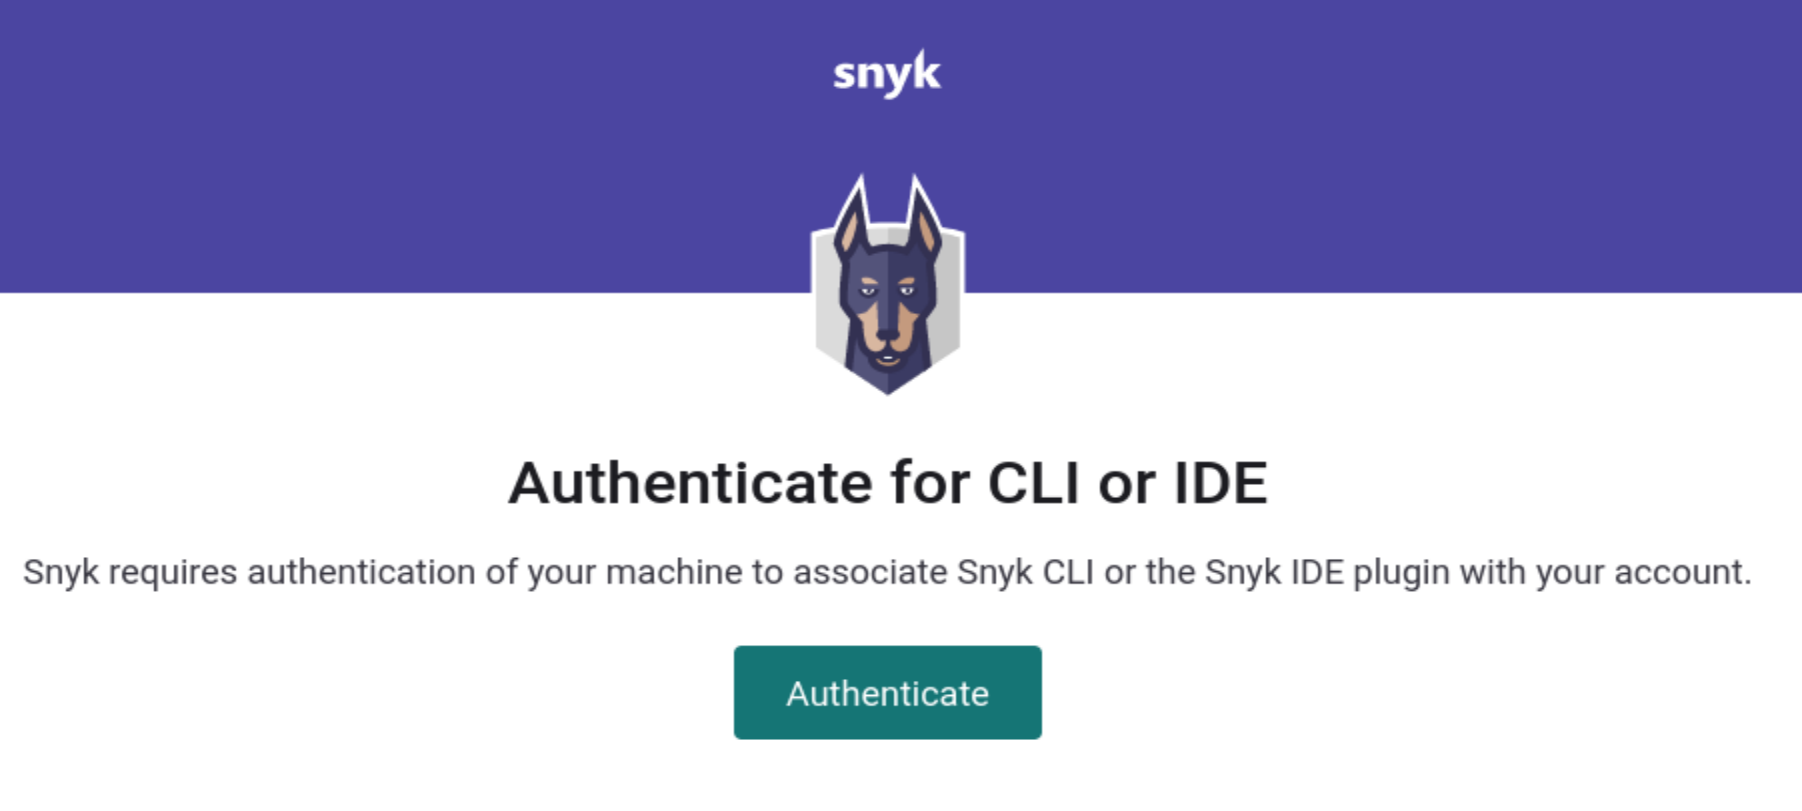 snyk
Authenticate for CLI or IDE
Snyk requires authentication of your machine to associate Snyk CLI or the Snyk IDE plugin with your account.
Authenticate